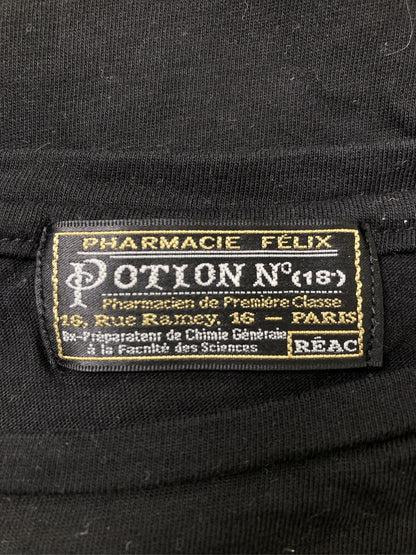 PHARMACIE FÉLIX
POTION Nº (18')
Pharmacien de Première Classe
16, Rue Ramey, 16 — PARIS
Ex-Préparateur de Chimie Générale
à la Faculté des Sciences
RÉAC